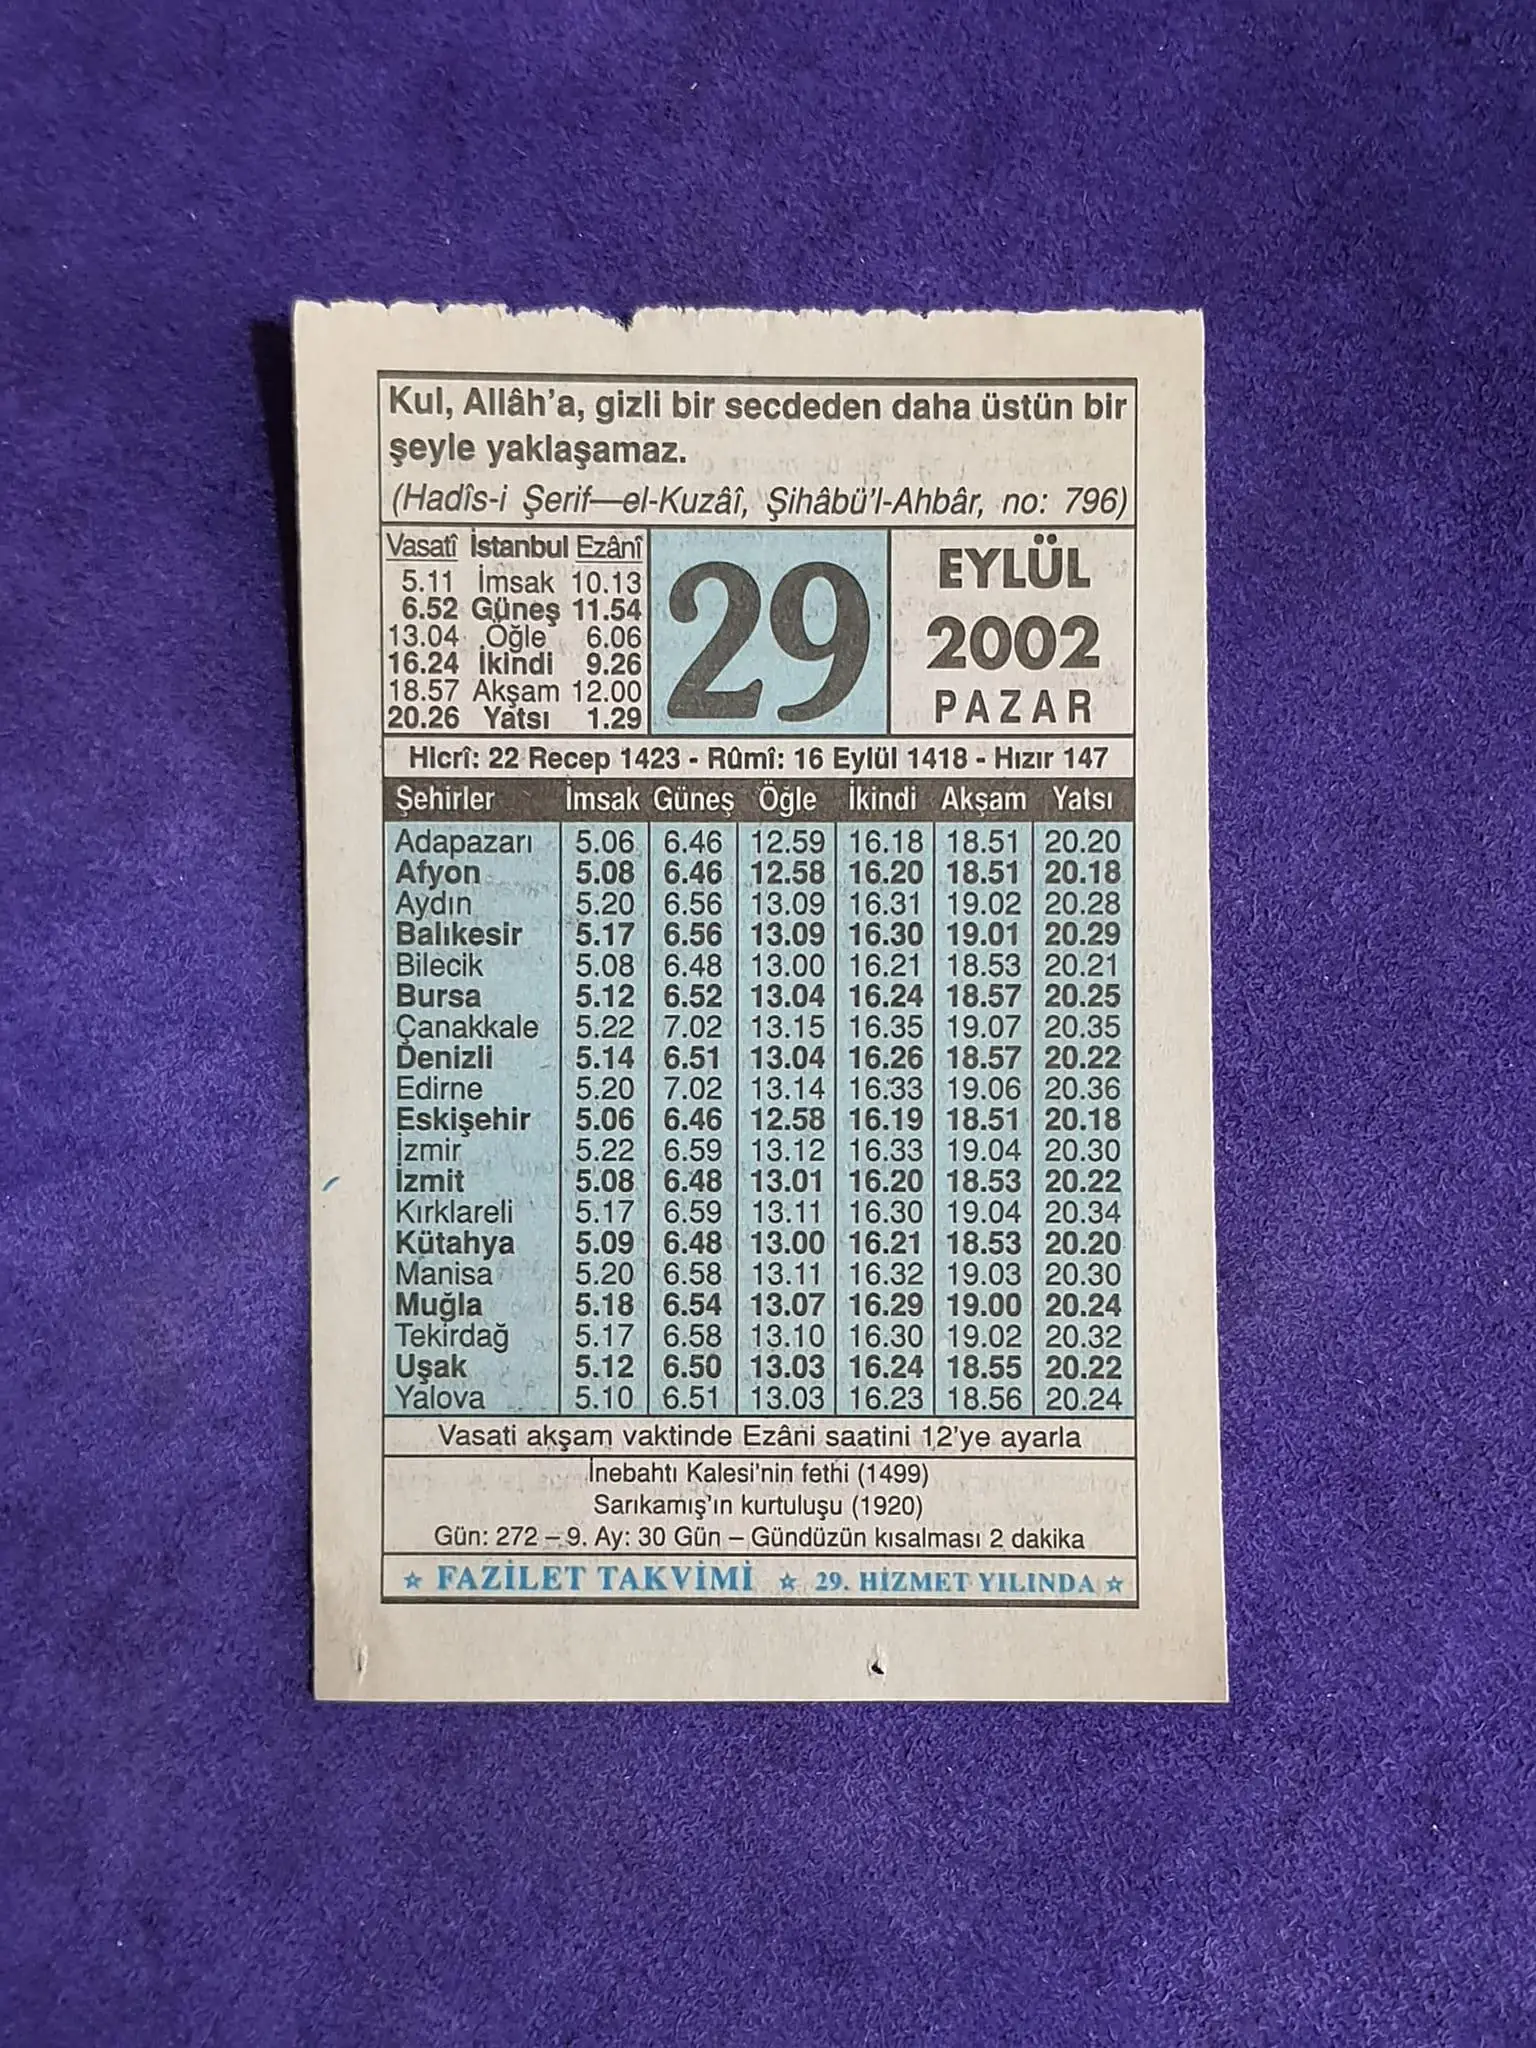 Kul, Allâh'a, gizli bir secdeden daha üstün bir
şeyle yaklaşamaz.
(Hadîs-i Şerif—el-Kuzâî, Şihâbü'l-Ahbâr, no: 796)
Vasatî İstanbul Ezânî
5.11 İmsak 10.13
6.52 Güneş 11.54
13.04 Öğle 6.06
16.24 İkindi 9.26
18.57 Akşam 12.00
20.26 Yatsı 1.29
29
EYLÜL
2002
PAZAR
Hicrî: 22 Recep 1423 - Rûmî: 16 Eylül 1418 - Hızır 147
Şehirler İmsak Güneş Öğle İkindi Akşam Yatsı
Adapazarı 5.06 6.46 12.59 16.18 18.51 20.20
Afyon 5.08 6.46 12.58 16.20 18.51 20.18
Aydın 5.20 6.56 13.09 16.31 19.02 20.28
Balıkesir 5.17 6.56 13.09 16.30 19.01 20.29
Bilecik 5.08 6.48 13.00 16.21 18.53 20.21
Bursa 5.12 6.52 13.04 16.24 18.57 20.25
Çanakkale 5.22 7.02 13.15 16.35 19.07 20.35
Denizli 5.14 6.51 13.04 16.26 18.57 20.22
Edirne 5.20 7.02 13.14 16.33 19.06 20.36
Eskişehir 5.06 6.46 12.58 16.19 18.51 20.18
İzmir 5.22 6.59 13.12 16.33 19.04 20.30
İzmit 5.08 6.48 13.01 16.20 18.53 20.22
Kırklareli 5.17 6.59 13.11 16.30 19.04 20.34
Kütahya 5.09 6.48 13.00 16.21 18.53 20.20
Manisa 5.20 6.58 13.11 16.32 19.03 20.30
Muğla 5.18 6.54 13.07 16.29 19.00 20.24
Tekirdağ 5.17 6.58 13.10 16.30 19.02 20.32
Uşak 5.12 6.50 13.03 16.24 18.55 20.22
Yalova 5.10 6.51 13.03 16.23 18.56 20.24
Vasati akşam vaktinde Ezâni saatini 12'ye ayarla
İnebahtı Kalesi'nin fethi (1499)
Sarıkamış'ın kurtuluşu (1920)
Gün: 272 – 9. Ay: 30 Gün – Gündüzün kısalması 2 dakika
☆ FAZİLET TAKVİMİ ☆ 29. HİZMET YILINDA ☆